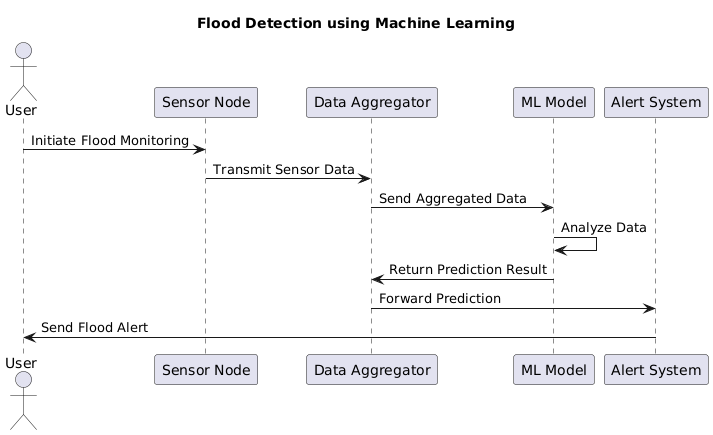 Flood Detection using Machine Learning
User
Sensor Node
Data Aggregator
ML Model
Alert System
Initiate Flood Monitoring
Transmit Sensor Data
Send Aggregated Data
Analyze Data
Return Prediction Result
Forward Prediction
Send Flood Alert
User
Sensor Node
Data Aggregator
ML Model
Alert System